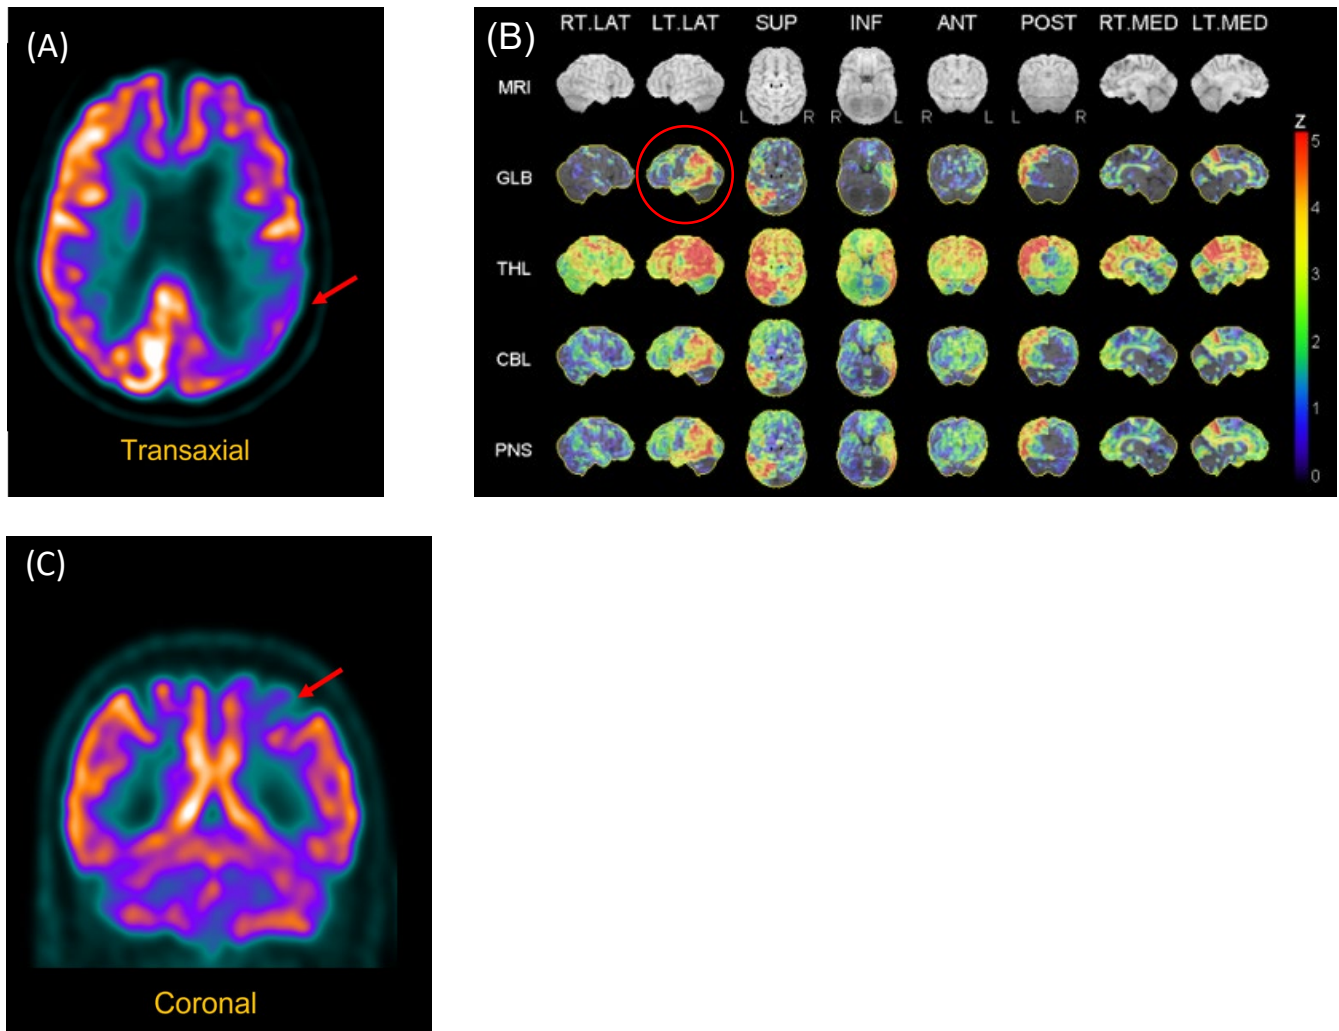 (A)
Transaxial
(B)
RT.LAT LT.LAT SUP INF ANT POST RT.MED LT.MED
MRI
L R R L R L L R
Z
5
GLB
4
THL
3
2
CBL
1
PNS
0
(C)
Coronal